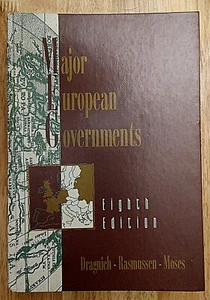 Major
European
Governments
Eighth
Edition
Dragnich - Rasmussen - Moses